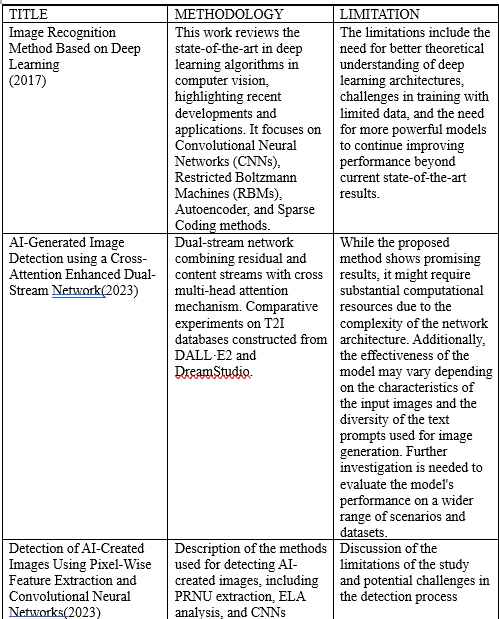 TITLE
METHODOLOGY
LIMITATION
Image Recognition
Method Based on Deep
Learning
(2017)
This work reviews the
state-of-the-art in deep
learning algorithms in
computer vision,
highlighting recent
developments and
applications. It focuses on
Convolutional Neural
Networks (CNNs),
Restricted Boltzmann
Machines (RBMs),
Autoencoder, and Sparse
Coding methods.
The limitations include the
need for better theoretical
understanding of deep
learning architectures,
challenges in training with
limited data, and the need
for more powerful models
to continue improving
performance beyond
current state-of-the-art
results.
AI-Generated Image
Detection using a Cross-
Attention Enhanced Dual-
Stream Network(2023)
Dual-stream network
combining residual and
content streams with cross
multi-head attention
mechanism. Comparative
experiments on T2I
databases constructed from
DALL·E2 and
DreamStudio.
While the proposed
method shows promising
results, it might require
substantial computational
resources due to the
complexity of the network
architecture. Additionally,
the effectiveness of the
model may vary depending
on the characteristics of
the input images and the
diversity of the text
prompts used for image
generation. Further
investigation is needed to
evaluate the model's
performance on a wider
range of scenarios and
datasets.
Detection of AI-Created
Images Using Pixel-Wise
Feature Extraction and
Convolutional Neural
Networks(2023)
Description of the methods
used for detecting AI-
created images, including
PRNU extraction, ELA
analysis, and CNNs
Discussion of the
limitations of the study
and potential challenges in
the detection process